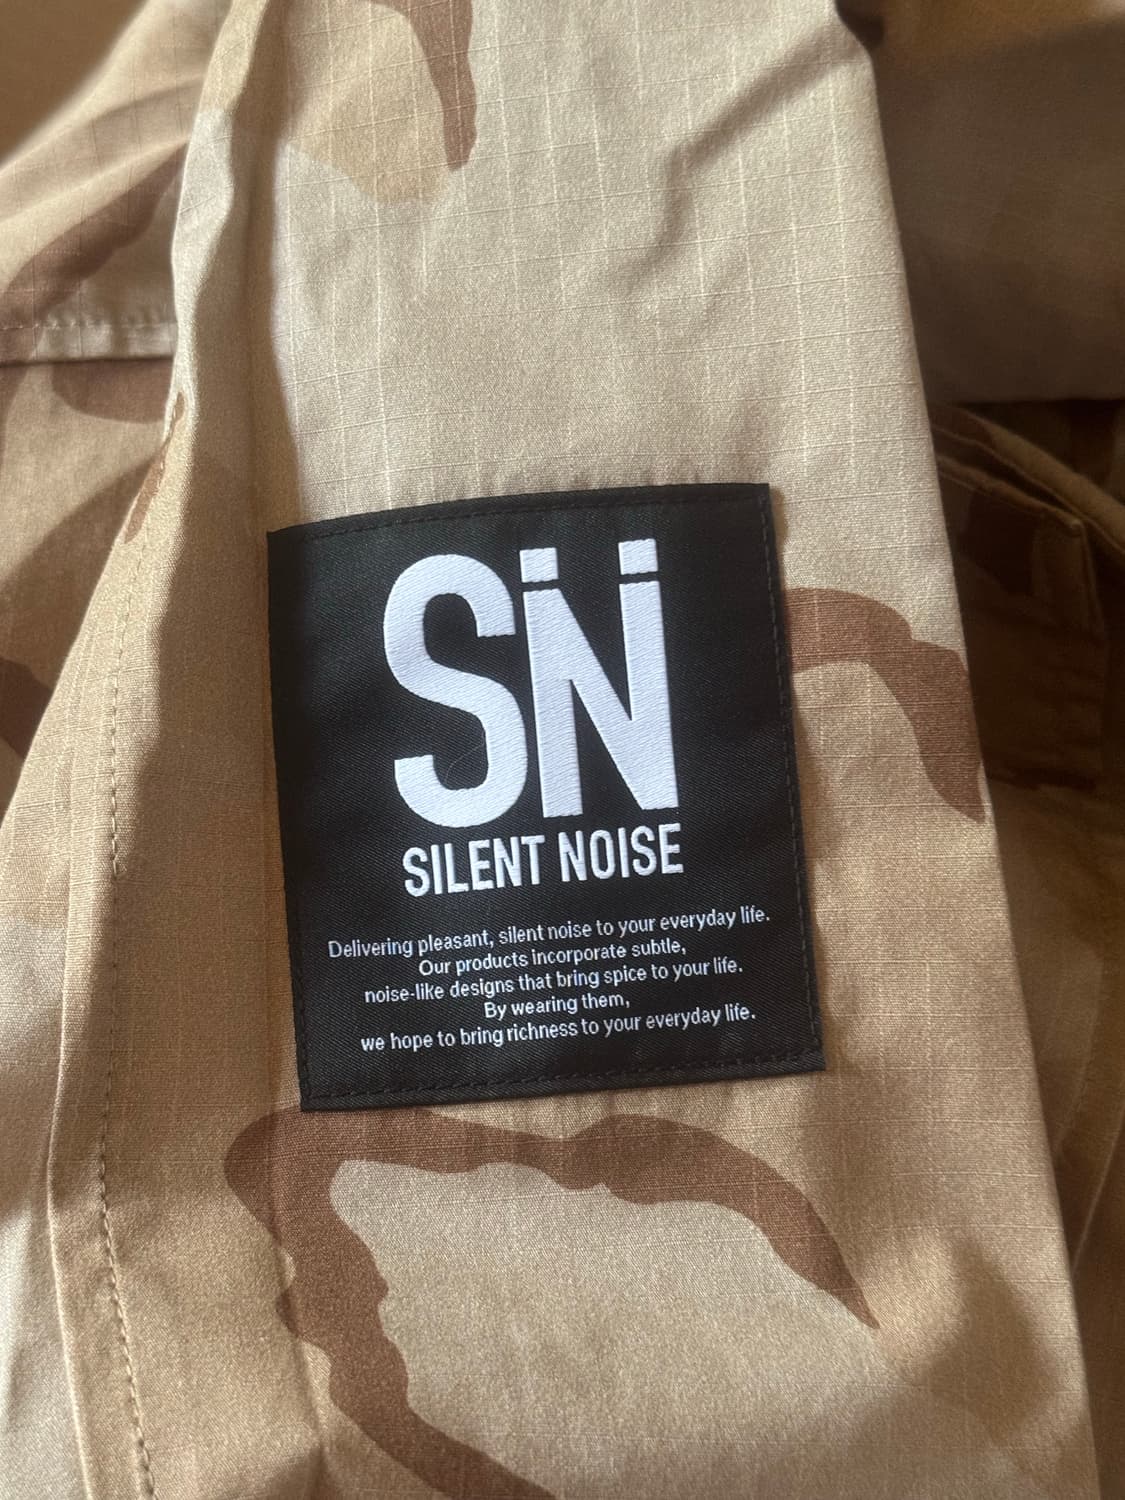 SN
SILENT NOISE
Delivering pleasant, silent noise to your everyday life.
Our products incorporate subtle,
noise-like designs that bring spice to your life.
By wearing them,
we hope to bring richness to your everyday life.